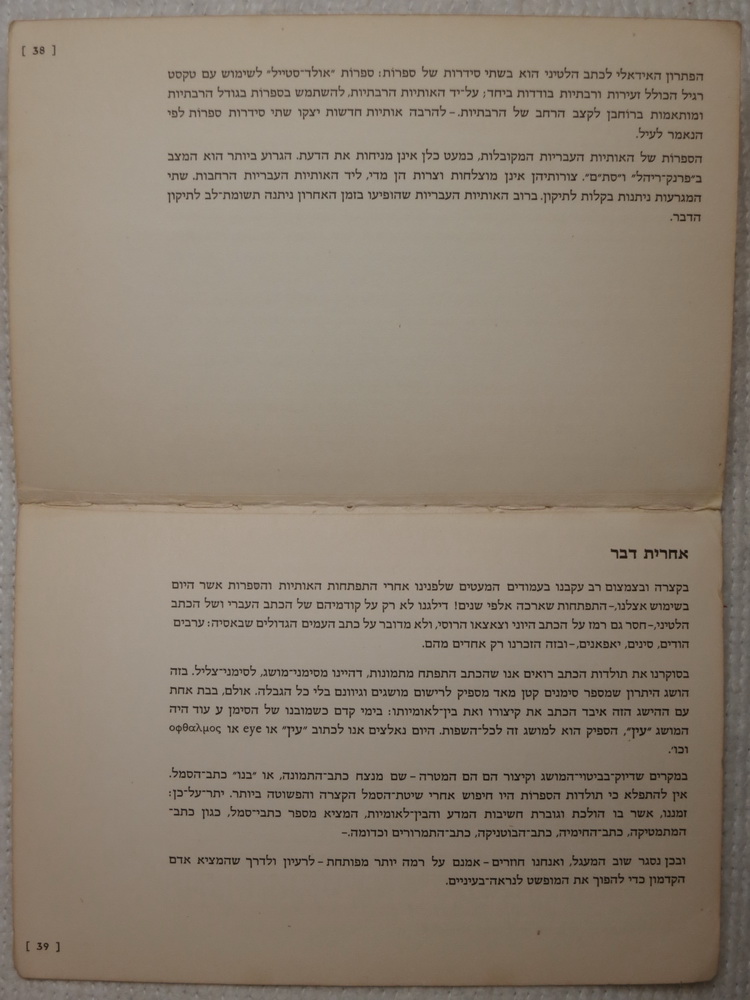 [ 38 ]
הפתרון האידאלי לכתב הלטיני הוא בשתי סידרות של ספרות: ספרות "אולד־סטייל" לשימוש עם טקסט
רגיל הכולל זעירות ורבתיות בודדות ביחד; על־יד האותיות הרבתיות, להשתמש בספרות בגודל הרבתיות
ומותאמות ברוחבן לקצב הרחב של הרבתיות. – להרבה אותיות חדשות יצקו שתי סידרות ספרות לפי
הנאמר לעיל.
הספרות של האותיות העבריות המקובלות, כמעט כלן אינן מניחות את הדעת. הגרוע ביותר הוא המצב
ב"פרנק־ריהל" ו"סת"ם". צורותיהן אינן מוצלחות וצרות הן מדי, ליד האותיות העבריות הרחבות. שתי
המגרעות ניתנות בקלות לתיקון. ברוב האותיות העבריות שהופיעו בזמן האחרון ניתנה תשומת־לב לתיקון
הדבר.
אחרית דבר
בקצרה ובצמצום רב עקבנו בעמודים המעטים שלפנינו אחרי התפתחות האותיות והספרות אשר היום
בשימוש אצלנו,–התפתחות שארכה אלפי שנים! דילגנו לא רק על קודמיהם של הכתב העברי ושל הכתב
הלטיני,–חסר גם רמז על הכתב היוני וצאצאו הרוסי, ולא מדובר על כתב העמים הגדולים שבאסיה: ערבים
הודים, סינים, יאפאנים,–ובזה הזכרנו רק אחדים מהם.
בסוקרנו את תולדות הכתב רואים אנו שהכתב התפתח מתמונות, דהיינו מסימני־מושג, לסימני־צליל. בזה
הושג היתרון שמספר סימנים קטן מאד מספיק לרישום מושגים וגיוונם בלי כל הגבלה. אולם, בבת אחת
עם ההישג הזה איבד הכתב את קיצורו ואת בין־לאומיותו: בימי קדם כשמובנו של הסימן ע עוד היה
המושג "עין", הספיק הוא למושג זה לכל־השפות. היום נאלצים אנו לכתוב "עין" או eye או οφθαλμος
וכו'.
במקרים שדיוק־בביטוי־המושג וקיצור הם הם המטרה – שם מנצח כתב־התמונה, או "בנו" כתב־הסמל.
אין להתפלא כי תולדות הספרות היו חיפוש אחרי שיטת־הסמל הקצרה והפשוטה ביותר. יתר־על־כן:
זמננו, אשר בו הולכת וגוברת חשיבות המדע והבין־לאומיות, המציא מספר כתבי־סמל, כגון כתב־
המתמטיקה, כתב־החימיה, כתב־הבוטניקה, כתב־התמרורים וכדומה.–
ובכן נסגר שוב המעגל, ואנחנו חוזרים – אמנם על רמה יותר מפותחת – לרעיון ולדרך שהמציא אדם
הקדמון כדי להפוך את המופשט לנראה־בעיניים.
[ 39 ]